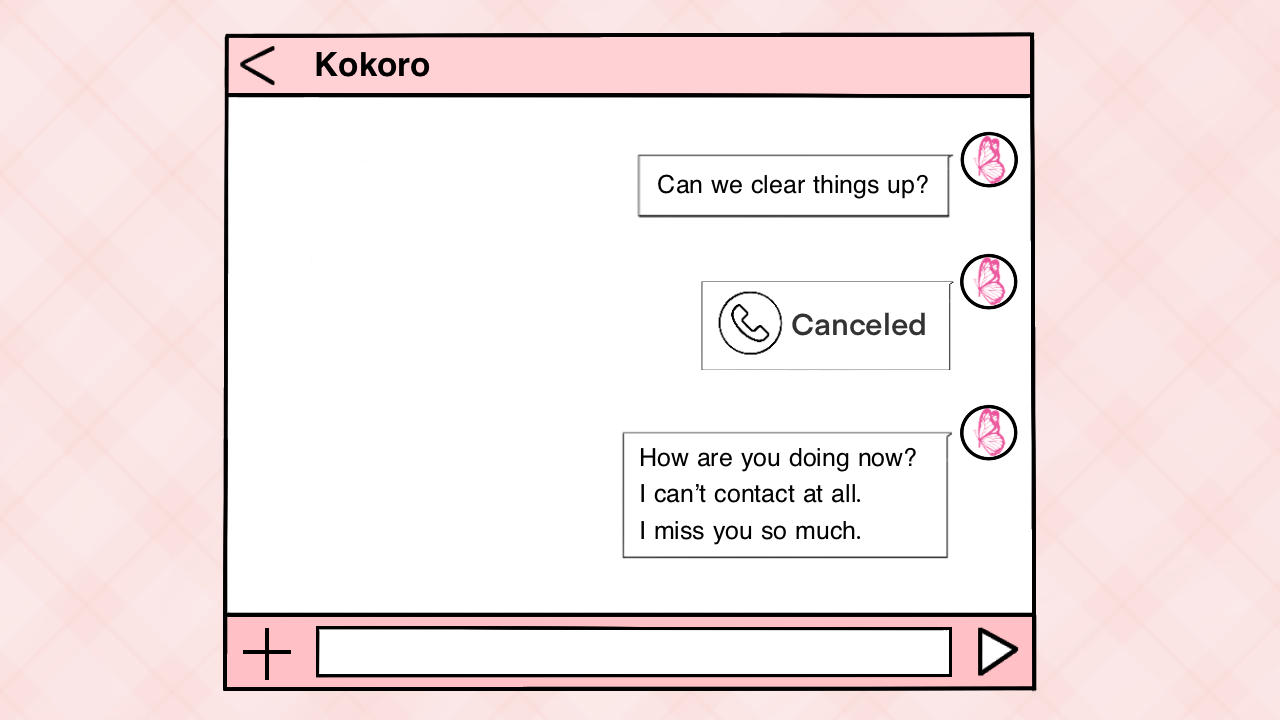 Kokoro
Can we clear things up?
Canceled
How are you doing now?
I can’t contact at all.
I miss you so much.